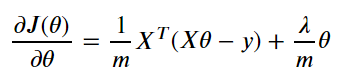 ∂J(θ)/∂θ = 1/m X^T(Xθ − y) + λ/m θ